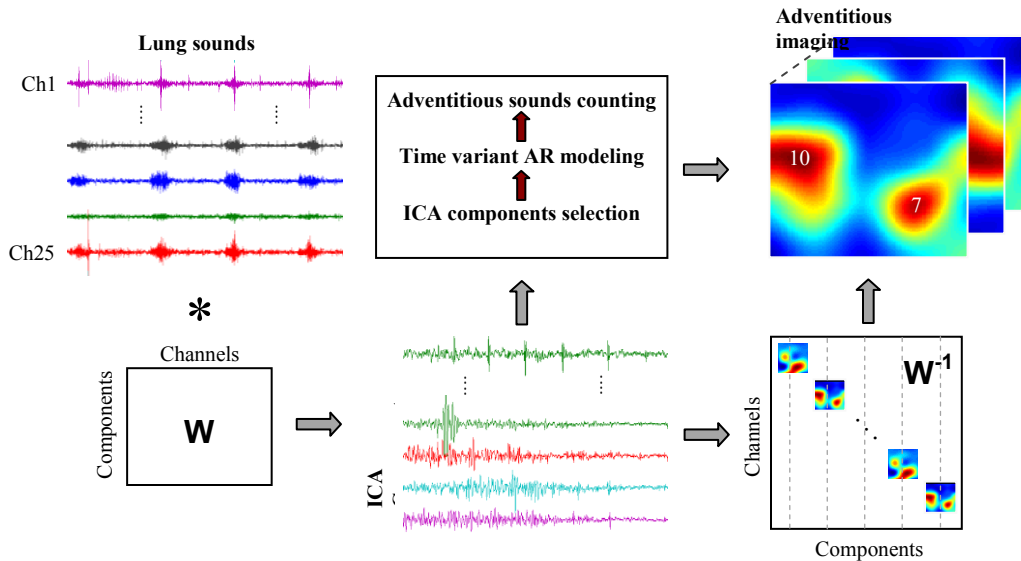 Lung sounds
Ch1
Ch25
*
Channels
Components
W
Adventitious sounds counting
Time variant AR modeling
ICA components selection
ICA
Adventitious
imaging
10
7
W-1
Channels
Components